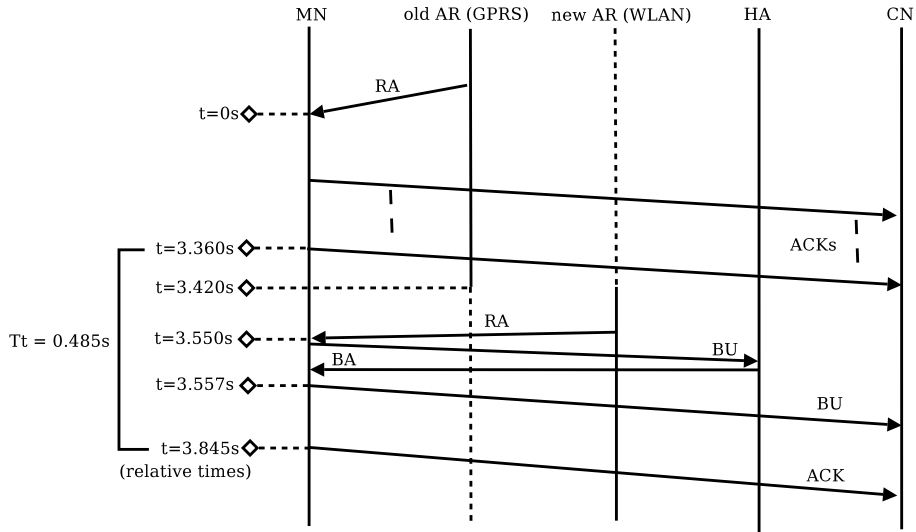 MN
old AR (GPRS)
new AR (WLAN)
HA
CN
RA
t=0s
ACKs
t=3.360s
t=3.420s
RA
t=3.550s
Tt = 0.485s
BU
BA
t=3.557s
BU
t=3.845s
(relative times)
ACK